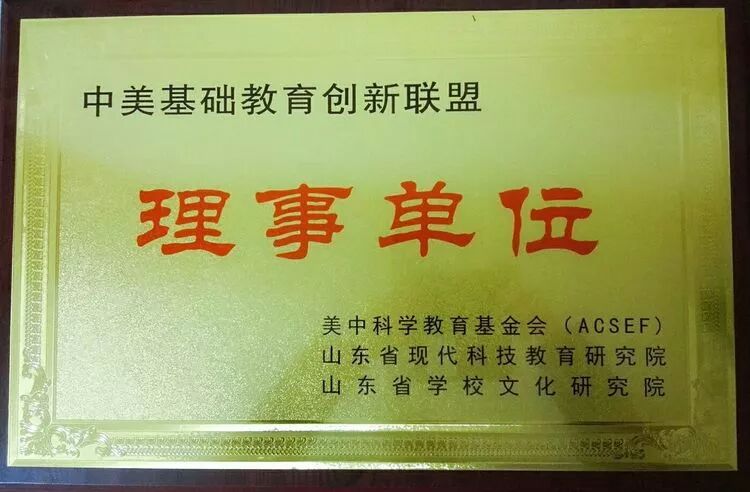 中美基础教育创新联盟
理事单位
美中科学教育基金会（ACSEF）
山东省现代科技教育研究院
山东省学校文化研究院